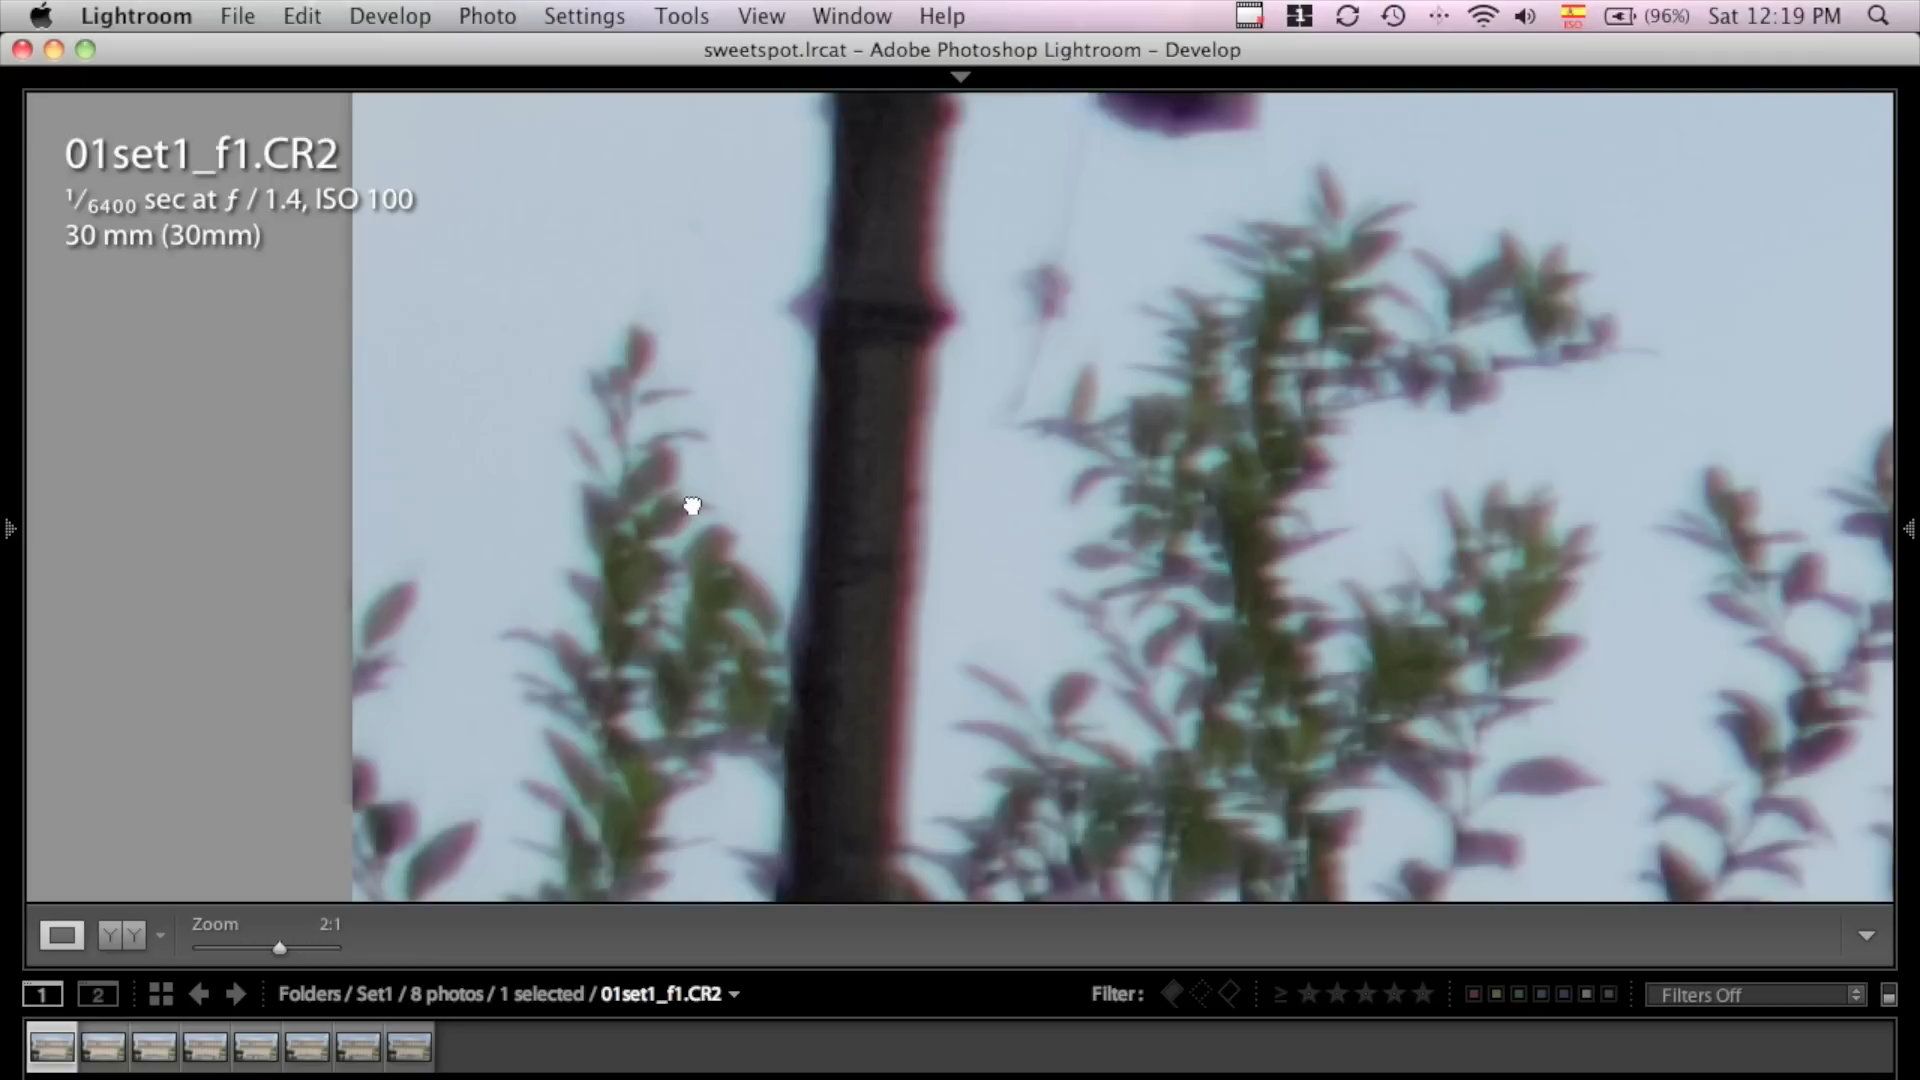 Lightroom File Edit Develop Photo Settings Tools View Window Help 1 ISO (96%) Sat 12:19 PM
sweetspot.lrcat – Adobe Photoshop Lightroom – Develop
01set1_f1.CR2
1/6400 sec at ƒ / 1.4, ISO 100
30 mm (30mm)
Y Y Zoom 2:1
1 2 Folders / Set1 / 8 photos / 1 selected / 01set1_f1.CR2 Filter: ≥ Filters Off